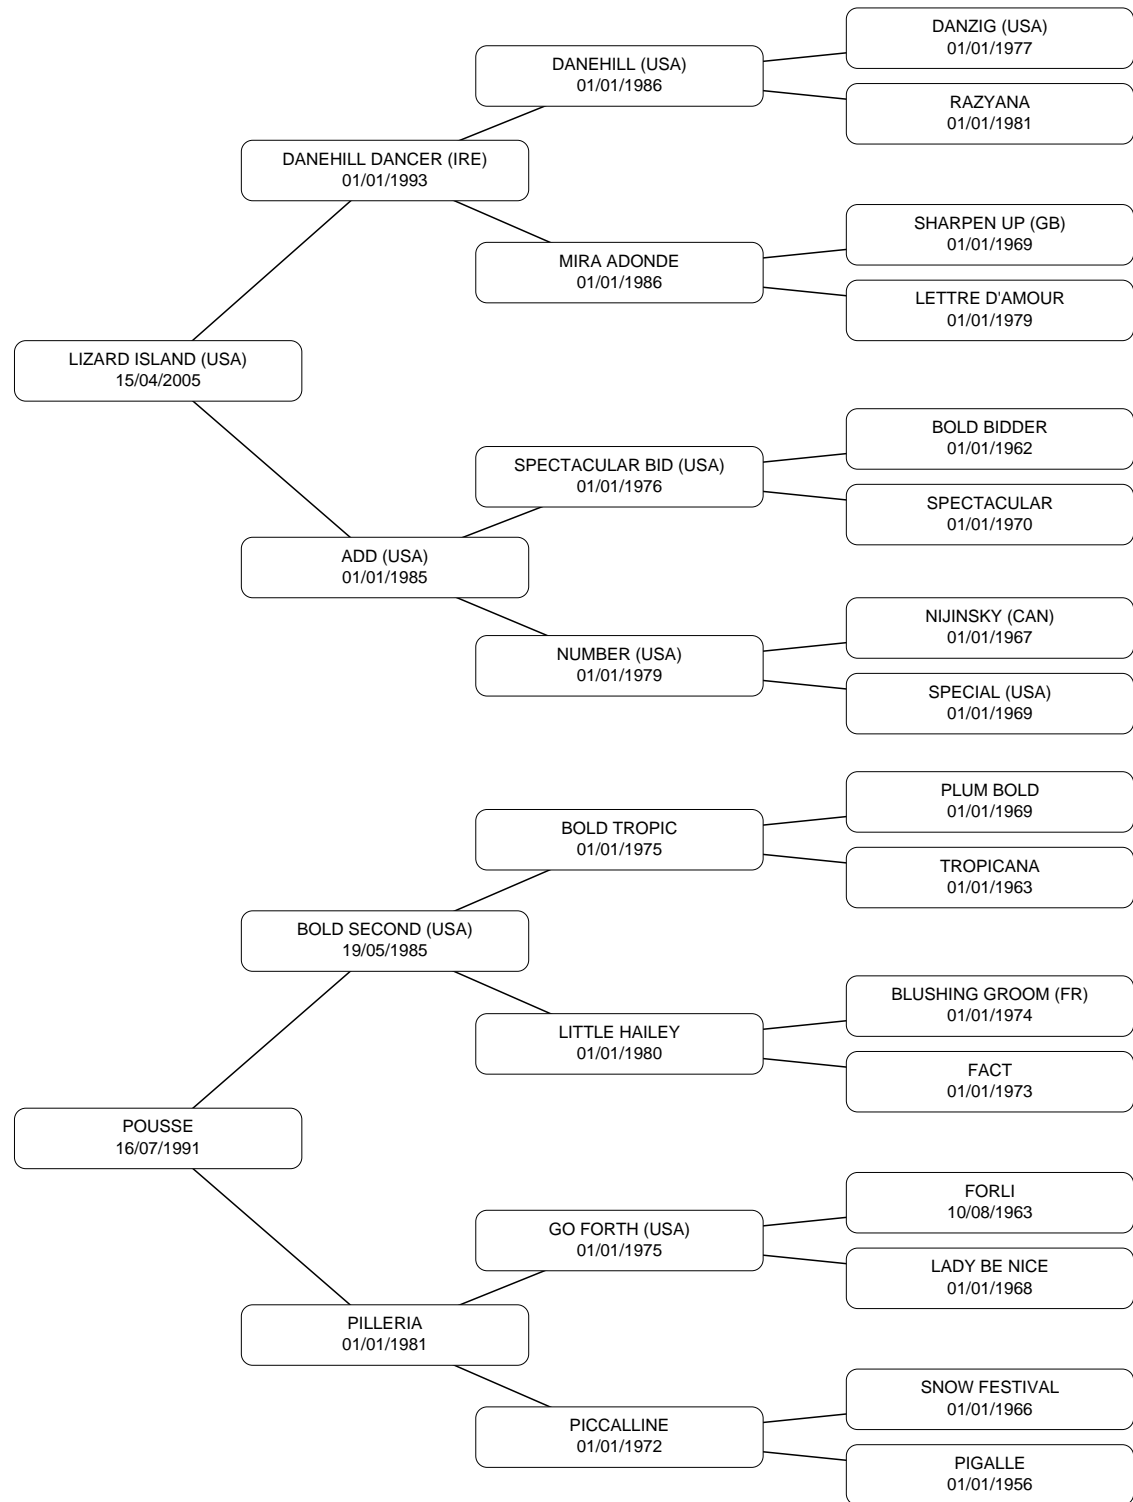 DANZIG (USA)
01/01/1977
DANEHILL (USA)
01/01/1986
RAZYANA
01/01/1981
DANEHILL DANCER (IRE)
01/01/1993
SHARPEN UP (GB)
01/01/1969
MIRA ADONDE
01/01/1986
LETTRE D'AMOUR
01/01/1979
LIZARD ISLAND (USA)
15/04/2005
BOLD BIDDER
01/01/1962
SPECTACULAR BID (USA)
01/01/1976
SPECTACULAR
01/01/1970
ADD (USA)
01/01/1985
NIJINSKY (CAN)
01/01/1967
NUMBER (USA)
01/01/1979
SPECIAL (USA)
01/01/1969
PLUM BOLD
01/01/1969
BOLD TROPIC
01/01/1975
TROPICANA
01/01/1963
BOLD SECOND (USA)
19/05/1985
BLUSHING GROOM (FR)
01/01/1974
LITTLE HAILEY
01/01/1980
FACT
01/01/1973
POUSSE
16/07/1991
FORLI
10/08/1963
GO FORTH (USA)
01/01/1975
LADY BE NICE
01/01/1968
PILLERIA
01/01/1981
SNOW FESTIVAL
01/01/1966
PICCALLINE
01/01/1972
PIGALLE
01/01/1956